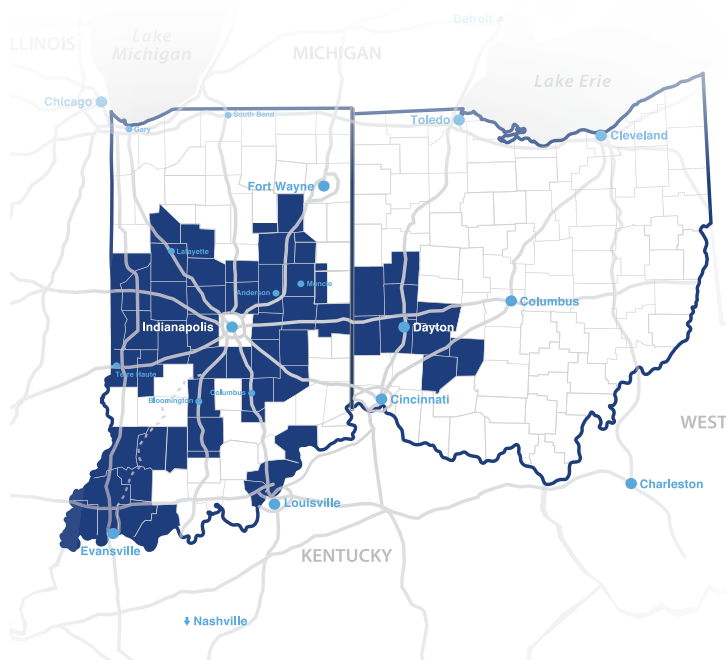 Detroit
ILLINOIS
Lake
Michigan
MICHIGAN
Lake Erie
Chicago
South Bend
Toledo
Gary
Cleveland
Fort Wayne
Lafayette
Muncie
Anderson
Columbus
Indianapolis
Dayton
Terre Haute
Columbus
Bloomington
Cincinnati
WEST
Charleston
Louisville
Evansville
KENTUCKY
Nashville